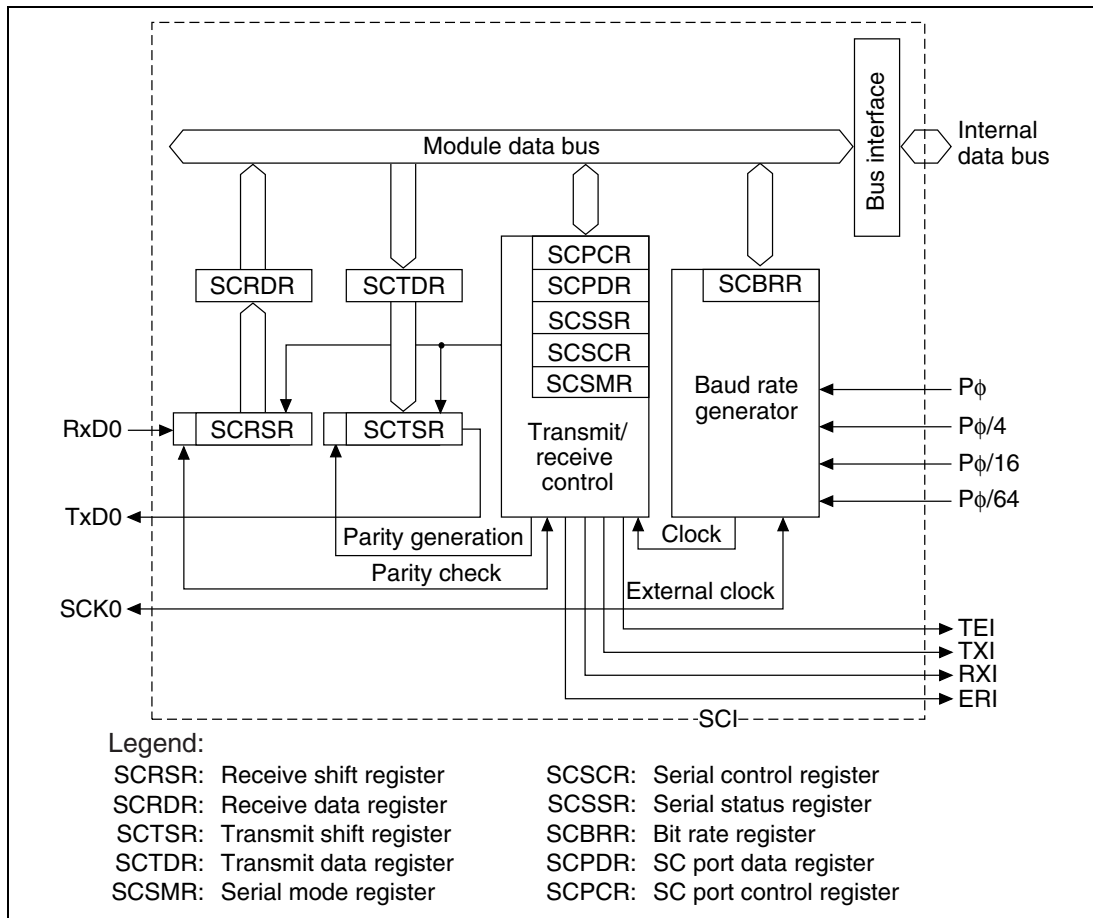 Module data bus
Bus interface
Internal
data bus
SCRDR
SCTDR
SCPCR
SCPDR
SCSSR
SCSCR
SCSMR
Transmit/
receive
control
SCBRR
Baud rate
generator
Pϕ
Pϕ/4
Pϕ/16
Pϕ/64
RxD0
SCRSR
SCTSR
TxD0
Parity generation
Parity check
Clock
External clock
SCK0
TEI
TXI
RXI
ERI
SCI
Legend:
SCRSR: Receive shift register
SCRDR: Receive data register
SCTSR: Transmit shift register
SCTDR: Transmit data register
SCSMR: Serial mode register
SCSCR: Serial control register
SCSSR: Serial status register
SCBRR: Bit rate register
SCPDR: SC port data register
SCPCR: SC port control register